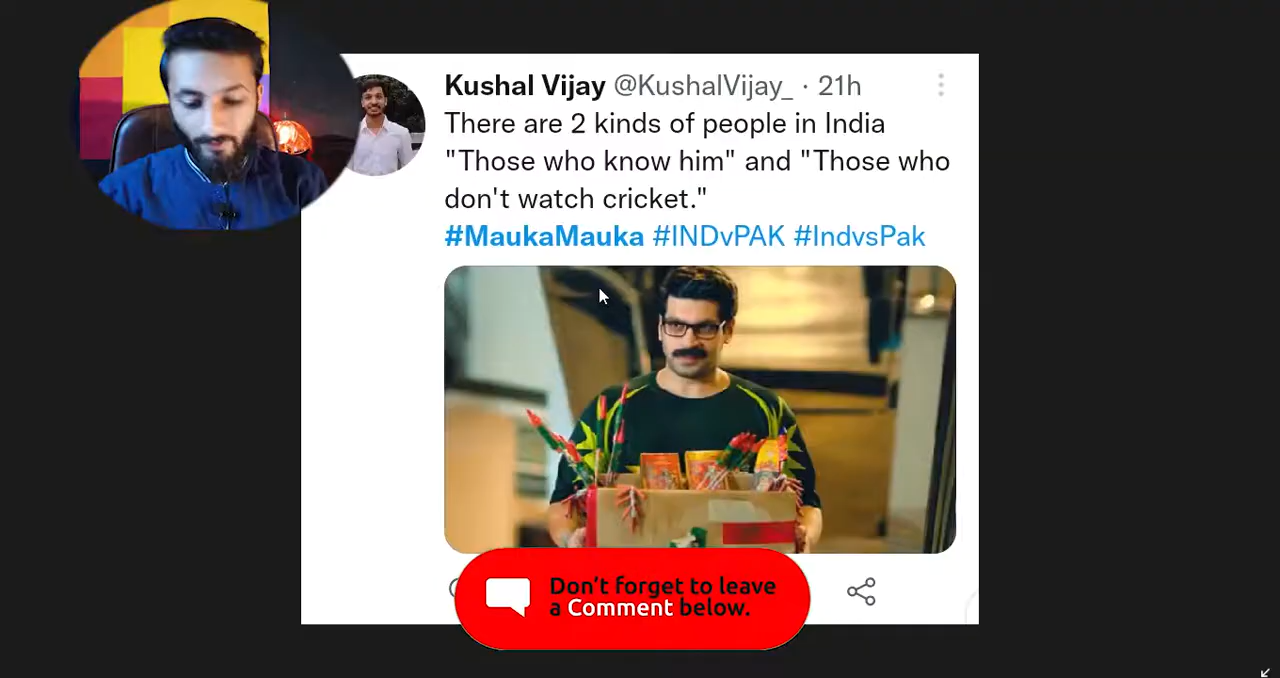 Kushal Vijay @KushalVijay_ · 21h
There are 2 kinds of people in India
"Those who know him" and "Those who
don't watch cricket."
#MaukaMauka #INDvPAK #IndvsPak
Don't forget to leave
a Comment below.